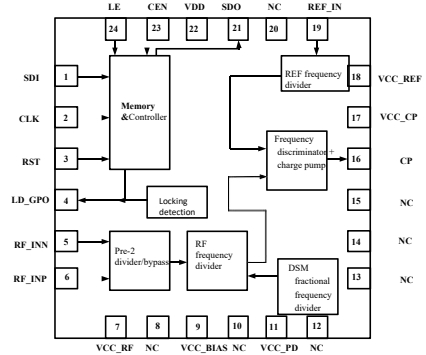 LE CEN VDD SDO NC REF_IN
24 23 22 21 20 19
SDI 1
CLK 2
RST 3
LD_GPO 4
RF_INN 5
RF_INP 6
Memory
&Controller
REF frequency
divider
18 VCC_REF
17 VCC_CP
Frequency
discriminator +
charge pump
16 CP
15 NC
14 NC
13 NC
Locking
detection
Pre-2
divider/bypass
RF
frequency
divider
DSM
fractional
frequency
divider
7 8 9 10 11 12
VCC_RF NC VCC_BIAS NC VCC_PD NC